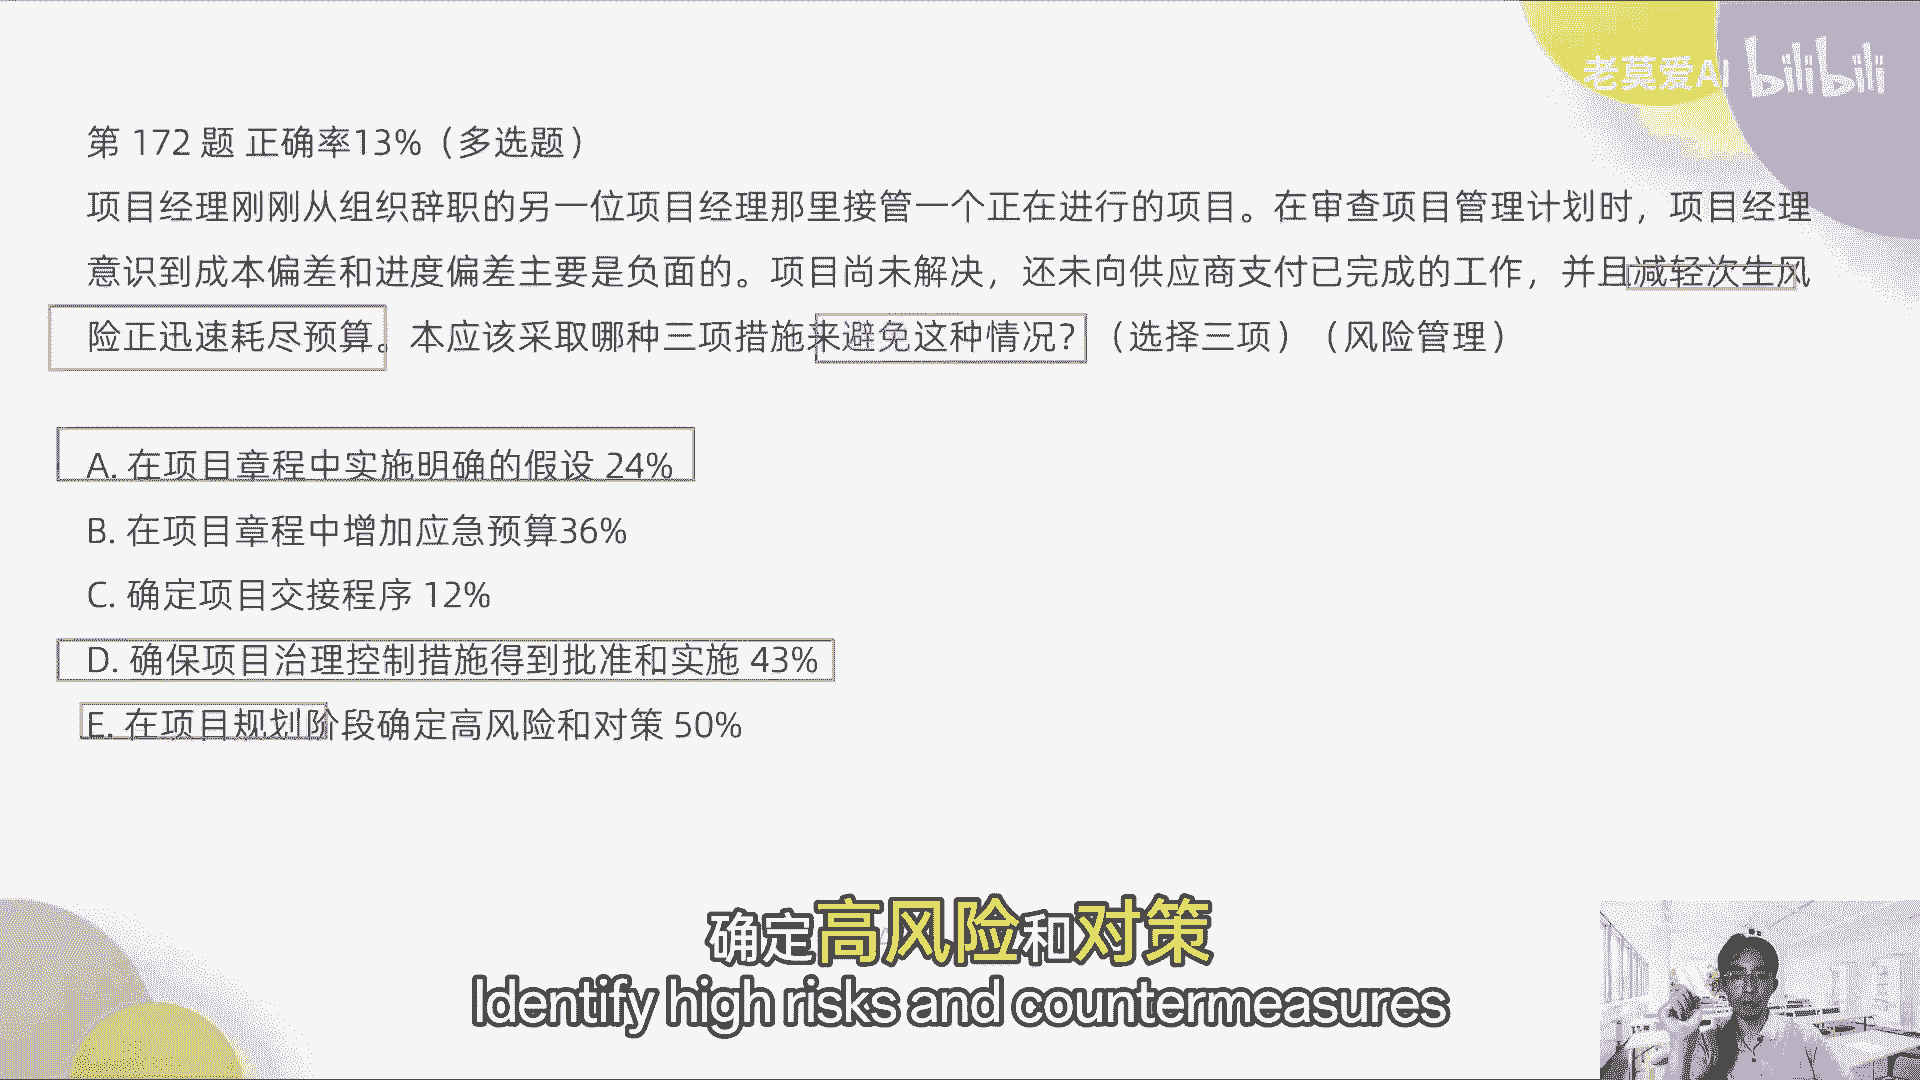 老莫爱AI bilibili
第 172 题 正确率13%（多选题）
项目经理刚刚从组织辞职的另一位项目经理那里接管一个正在进行的项目。在审查项目管理计划时，项目经理
意识到成本偏差和进度偏差主要是负面的。项目尚未解决，还未向供应商支付已完成的工作，并且减轻次生风
险正迅速耗尽预算。本应该采取哪种三项措施来避免这种情况？（选择三项）（风险管理）
A. 在项目章程中实施明确的假设 24%
B. 在项目章程中增加应急预算36%
C. 确定项目交接程序 12%
D. 确保项目治理控制措施得到批准和实施 43%
E. 在项目规划阶段确定高风险和对策 50%
确定高风险和对策
Identify high risks and countermeasures